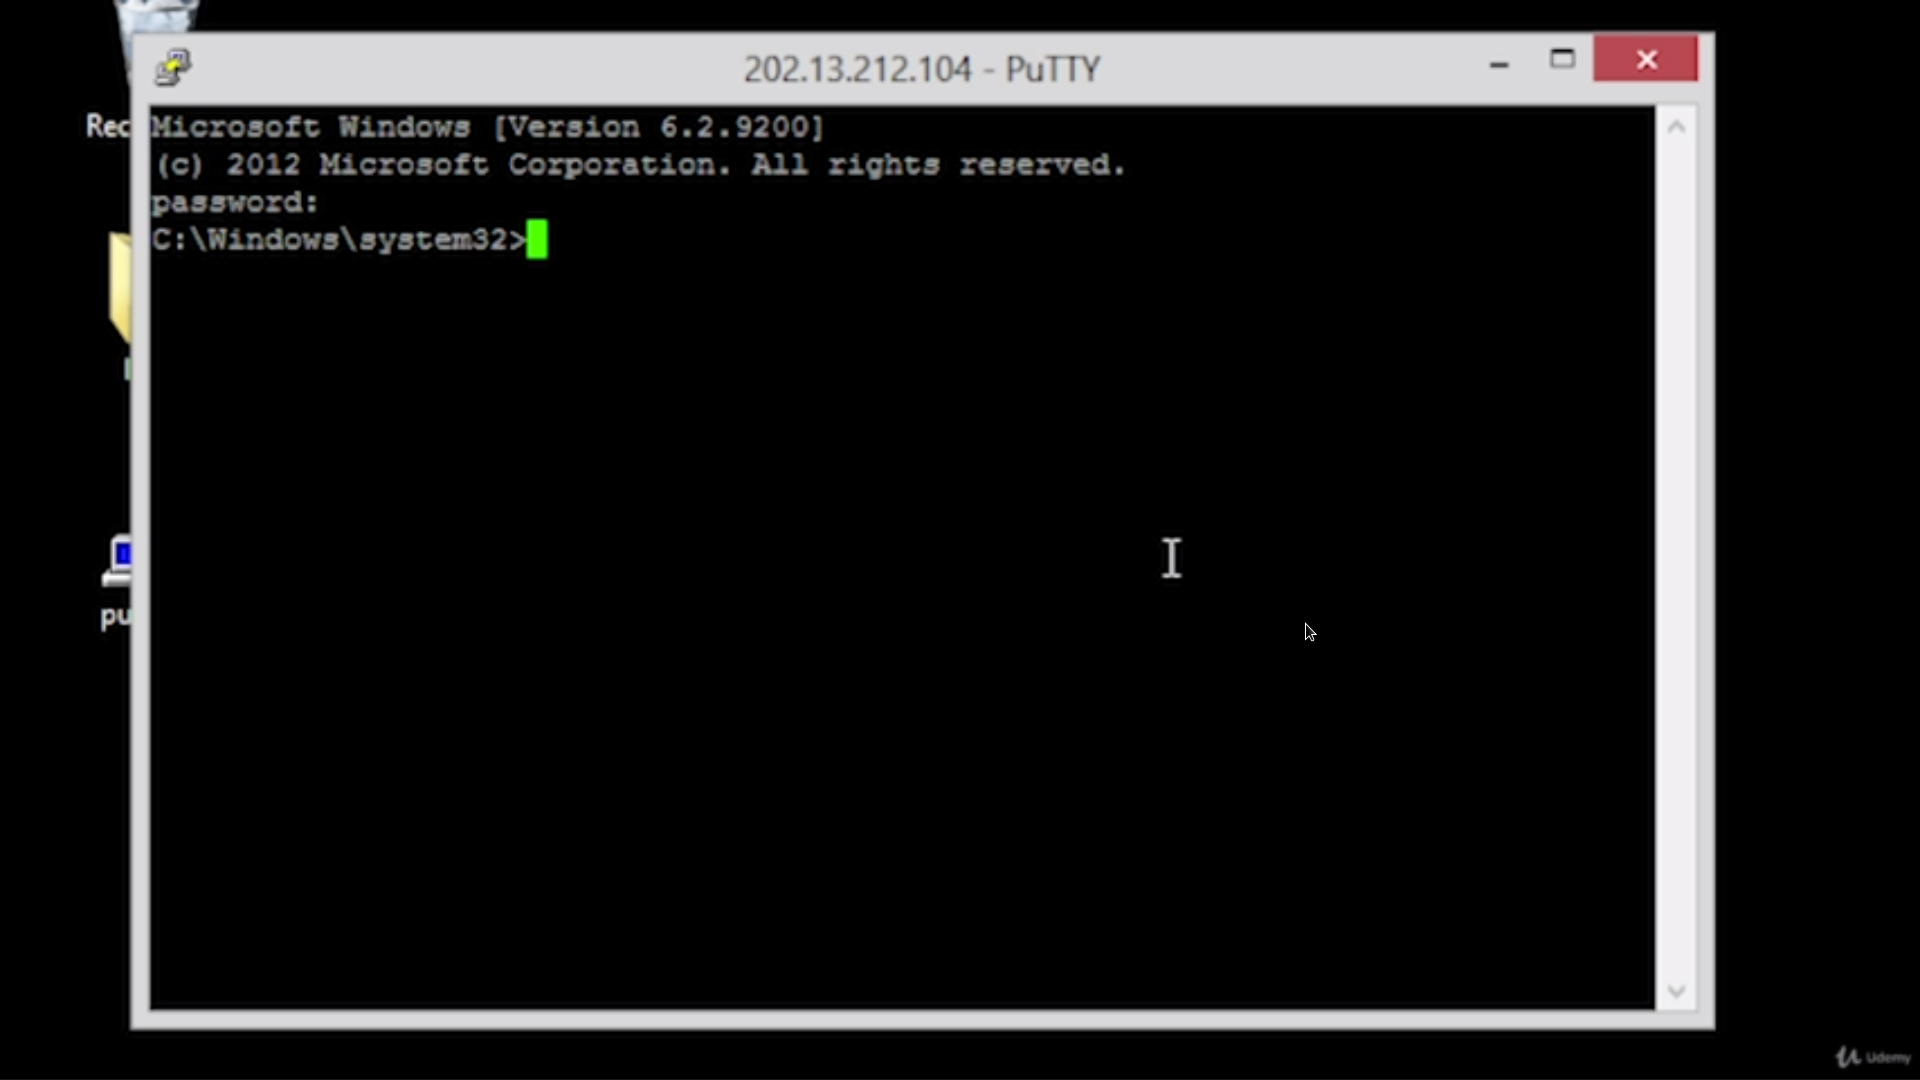 202.13.212.104 - PuTTY
Rec
Microsoft Windows [Version 6.2.9200]
(c) 2012 Microsoft Corporation. All rights reserved.
password:
C:\Windows\system32>
pu
Udemy